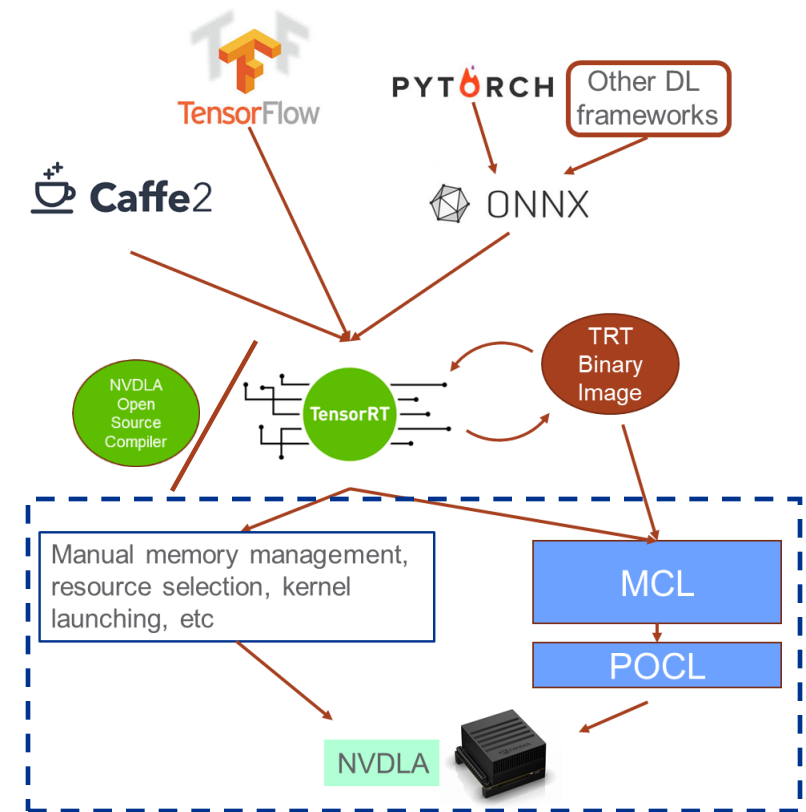 TensorFlow
PYTORCH
Other DL
frameworks
Caffe2
ONNX
NVDLA
Open
Source
Compiler
TensorRT
TRT
Binary
Image
Manual memory management,
resource selection, kernel
launching, etc
MCL
POCL
NVDLA